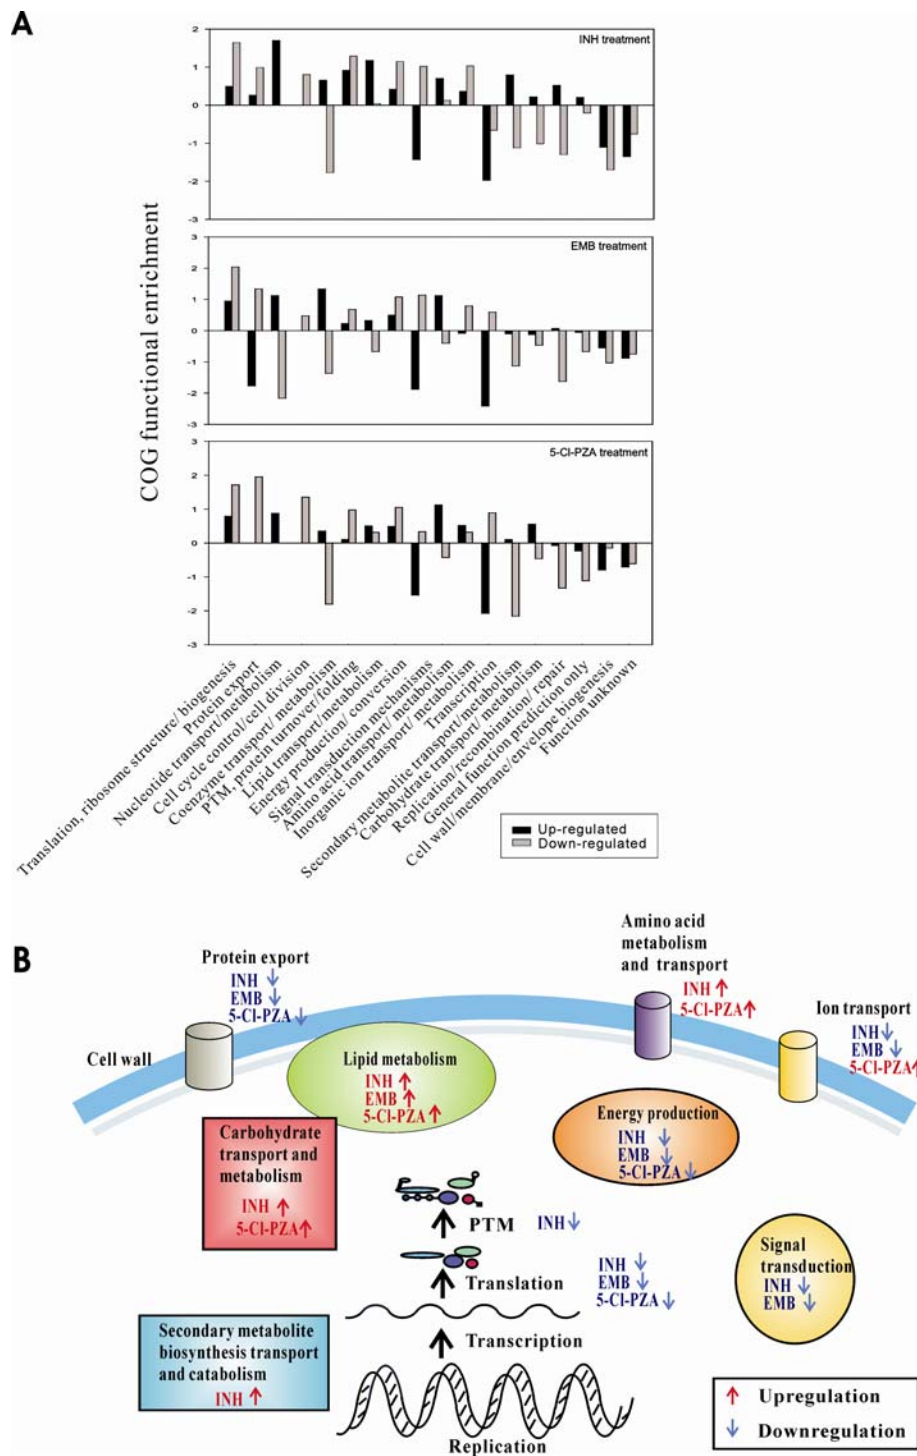 A
INH treatment
3
2
1
0
-1
-2
-3
EMB treatment
3
2
1
0
-1
-2
-3
5-Cl-PZA treatment
3
2
1
0
-1
-2
-3
COG functional enrichment
Translation, ribosome structure/ biogenesis
Protein export
Nucleotide transport/metabolism
Cell cycle control/cell division
Coenzyme transport/ metabolism
PTM, protein turnover/folding
Lipid transport/metabolism
Energy production/ conversion
Signal transduction mechanisms
Amino acid transport/ metabolism
Inorganic ion transport/ metabolism
Transcription
Secondary metabolite transport/metabolism
Carbohydrate transport/ metabolism
Replication/recombination/ repair
General function prediction only
Cell wall/membrane/envelope biogenesis
Function unknown
Up-regulated
Down-regulated
B
Protein export
INH ↓
EMB ↓
5-Cl-PZA ↓
Amino acid
metabolism
and transport
INH ↑
5-Cl-PZA ↑
Ion transport
INH ↓
EMB ↓
5-Cl-PZA ↑
Cell wall
Lipid metabolism
INH ↑
EMB ↑
5-Cl-PZA ↑
Energy production
INH ↓
EMB ↓
5-Cl-PZA ↓
Carbohydrate
transport and
metabolism
INH ↑
5-Cl-PZA ↑
PTM INH ↓
Translation
INH ↓
EMB ↓
5-Cl-PZA ↓
Signal
transduction
INH ↓
EMB ↓
Transcription
Secondary metabolite
biosynthesis transport
and catabolism
INH ↑
Replication
↑ Upregulation
↓ Downregulation